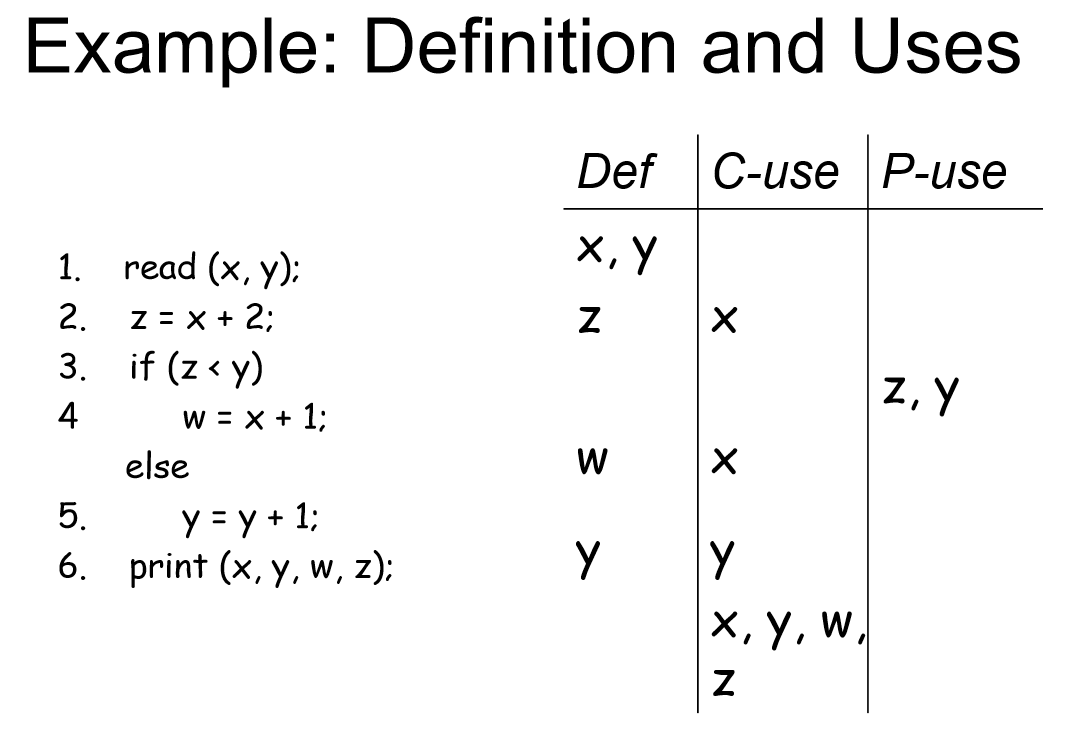 Example: Definition and Uses
Def C-use P-use
x, y
1. read (x, y);
2. z = x + 2;
3. if (z < y)
4 w = x + 1;
else
5. y = y + 1;
6. print (x, y, w, z);
z x
z, y
w x
y y
x, y, w,
z